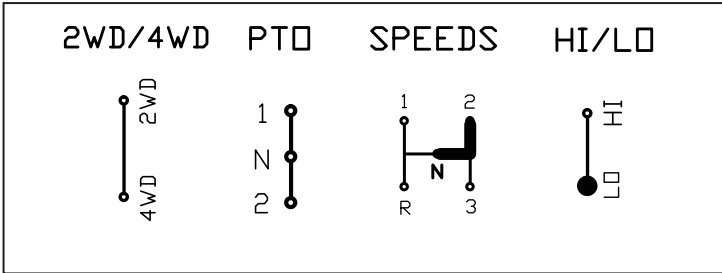 2WD/4WD PTO SPEEDS HI/LO
2WD
4WD
1
N
2
1 2
N
R 3
HI
LO